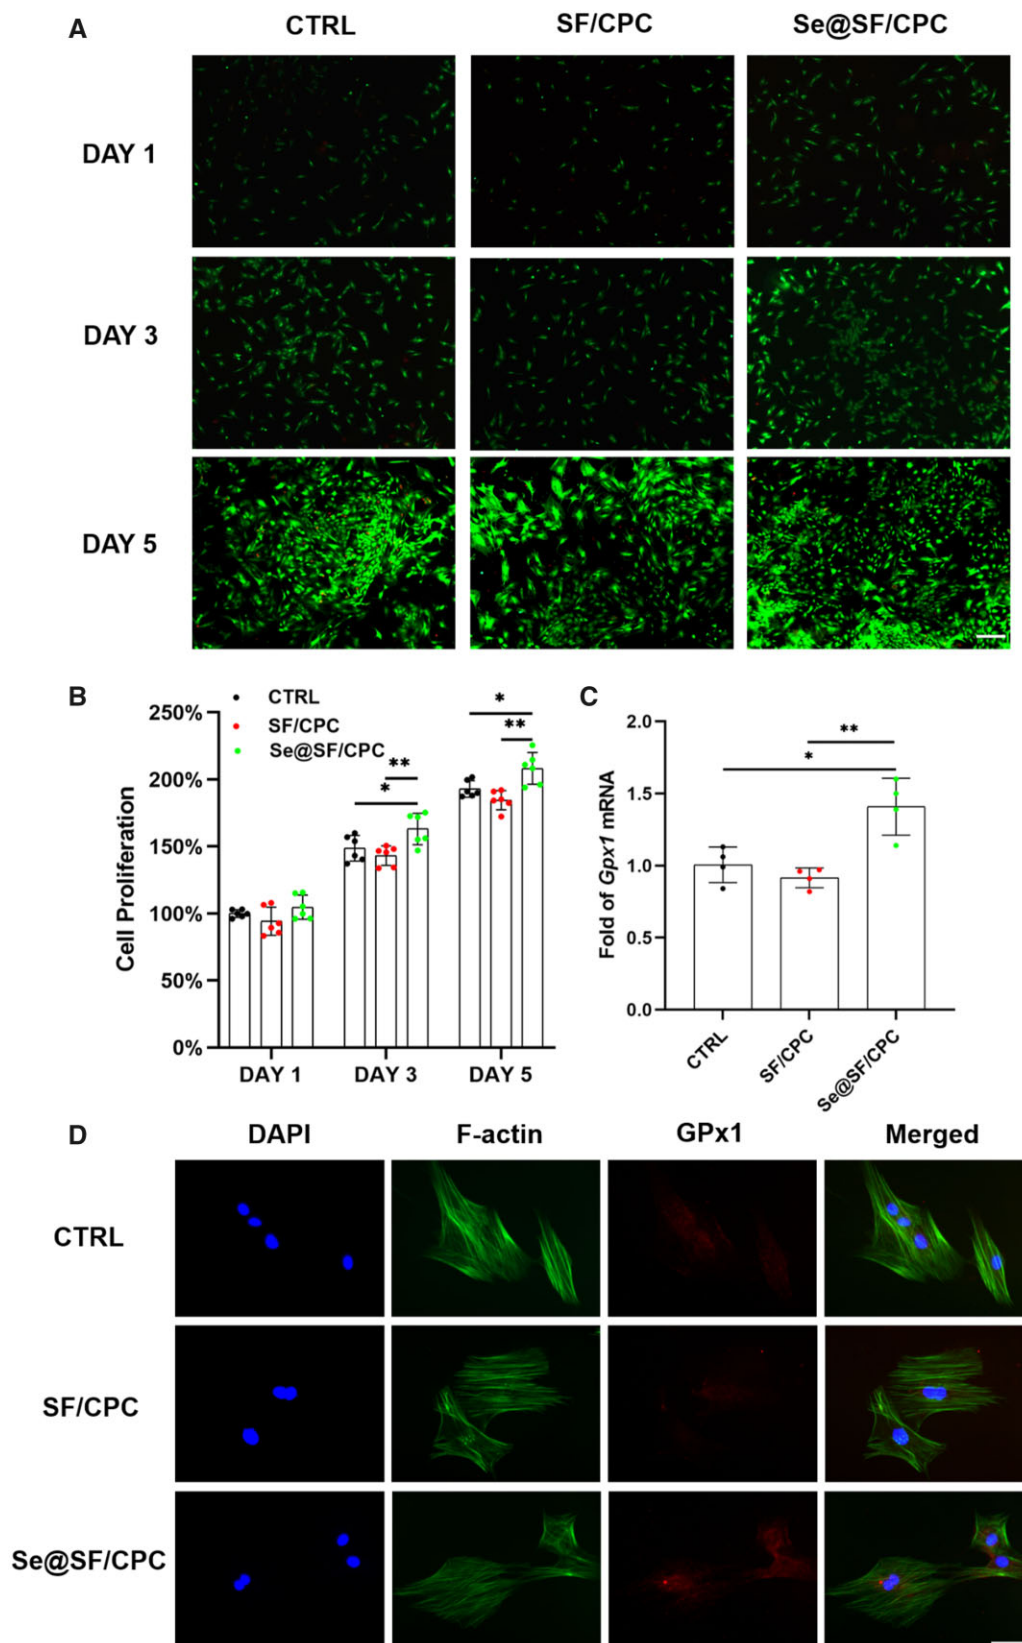 A
CTRL SF/CPC Se@SF/CPC
DAY 1
DAY 3
DAY 5
B
CTRL
SF/CPC
Se@SF/CPC
Cell Proliferation
250%
200%
150%
100%
50%
0%
* **
* **
DAY 1 DAY 3 DAY 5
C
Fold of Gpx1 mRNA
2.0
1.5
1.0
0.5
0.0
**
*
CTRL
SF/CPC
Se@SF/CPC
D
DAPI F-actin GPx1 Merged
CTRL
SF/CPC
Se@SF/CPC